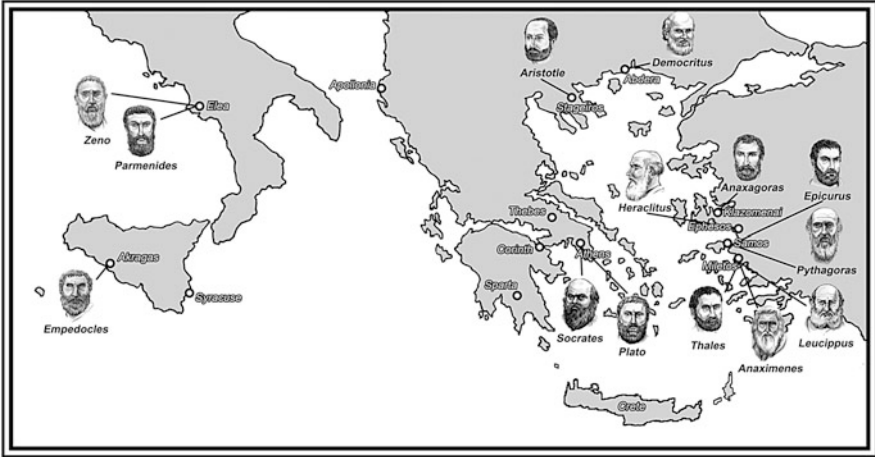 Aristotle
Democritus
Abdera
Stageiros
Apollonia
Elea
Zeno
Parmenides
Heraclitus
Anaxagoras
Epicurus
Klazomenai
Ephesos
Samos
Pythagoras
Miletos
Thebes
Corinth
Athens
Sparta
Akragas
Syracuse
Empedocles
Socrates
Plato
Thales
Anaximenes
Leucippus
Crete